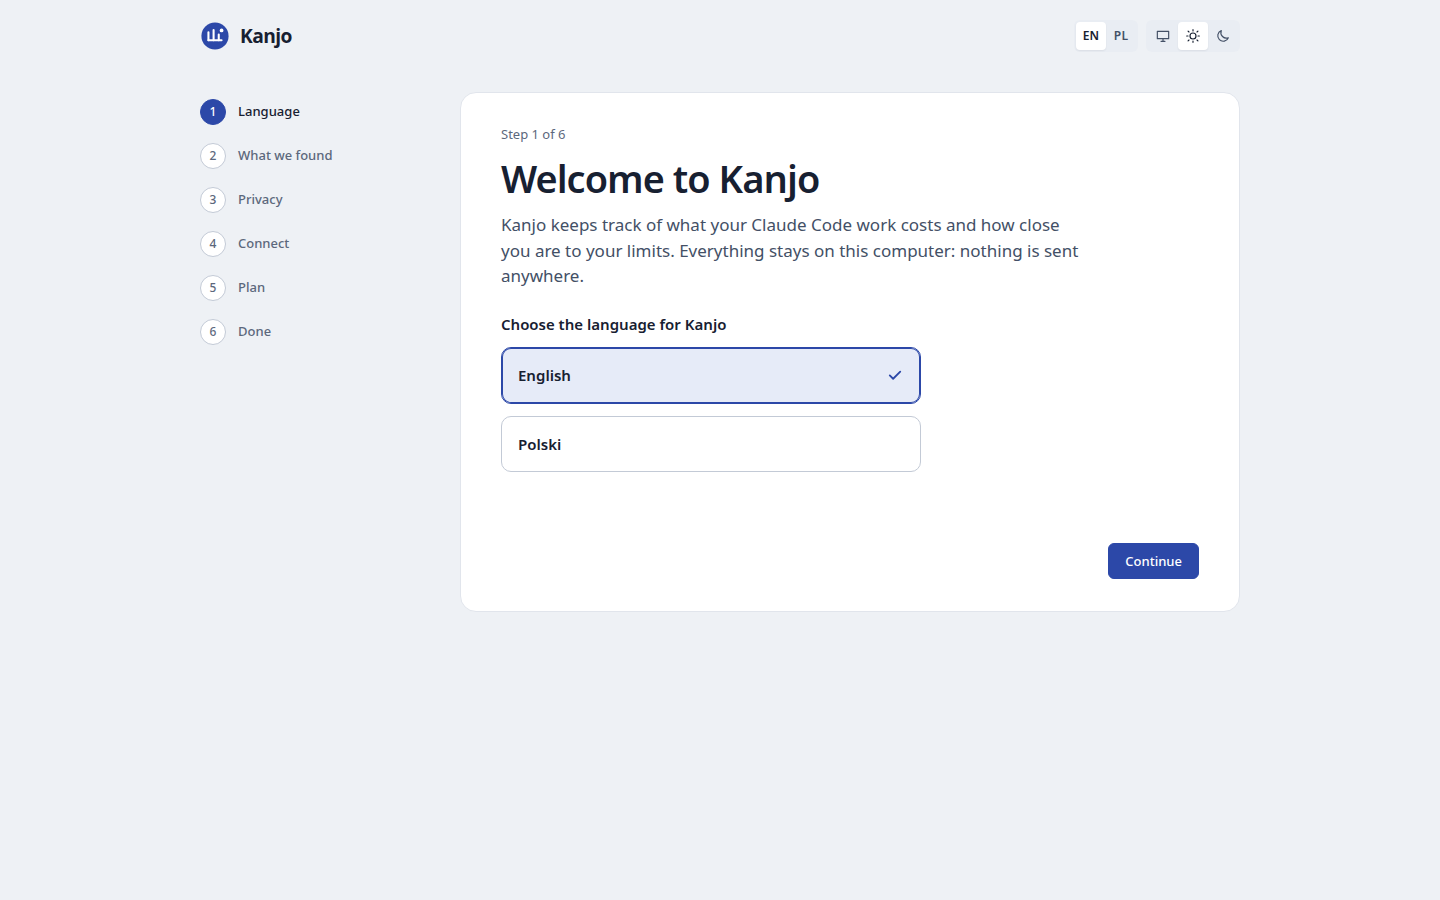 Kanjo
EN PL
1 Language
2 What we found
3 Privacy
4 Connect
5 Plan
6 Done
Step 1 of 6
Welcome to Kanjo
Kanjo keeps track of what your Claude Code work costs and how close
you are to your limits. Everything stays on this computer: nothing is sent
anywhere.
Choose the language for Kanjo
English
Polski
Continue